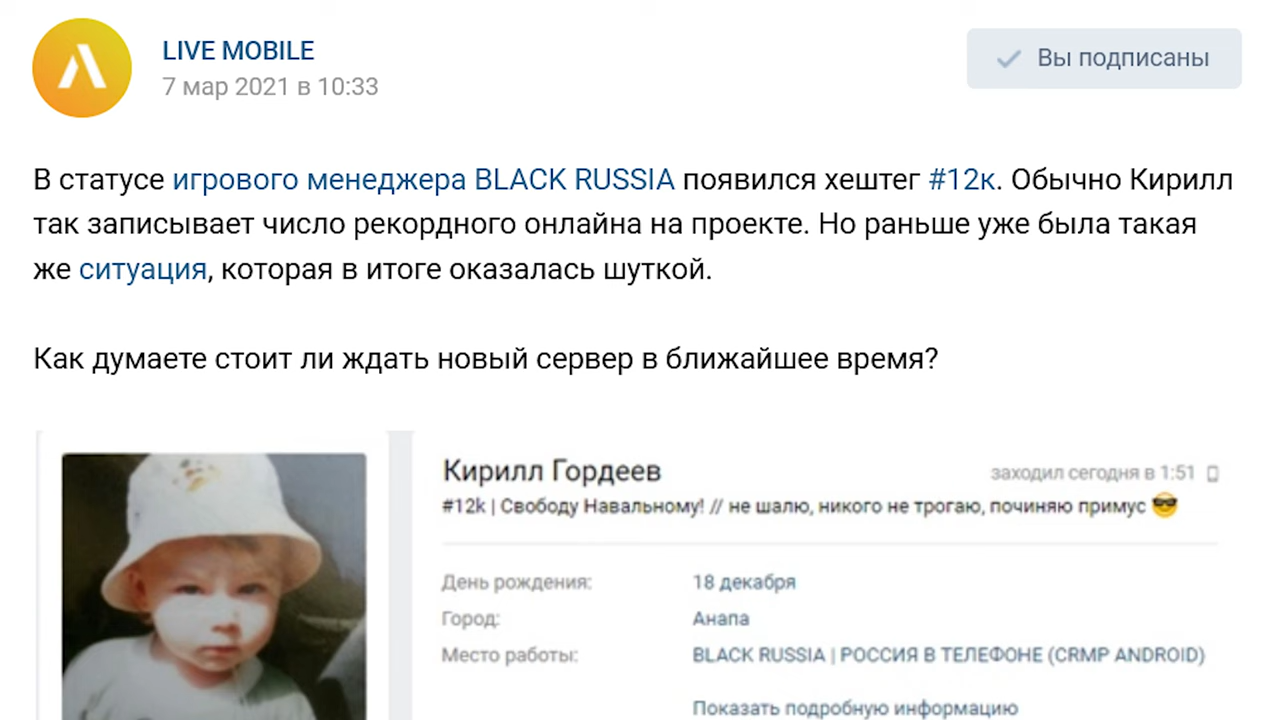 LIVE MOBILE
7 мар 2021 в 10:33
Вы подписаны
В статусе игрового менеджера BLACK RUSSIA появился хештег #12к. Обычно Кирилл
так записывает число рекордного онлайна на проекте. Но раньше уже была такая
же ситуация, которая в итоге оказалась шуткой.
Как думаете стоит ли ждать новый сервер в ближайшее время?
Кирилл Гордеев
заходил сегодня в 1:51
#12k | Свободу Навальному! // не шалю, никого не трогаю, починяю примус 😎
День рождения: 18 декабря
Город: Анапа
Место работы: BLACK RUSSIA | РОССИЯ В ТЕЛЕФОНЕ (CRMP ANDROID)
Показать подробную информацию